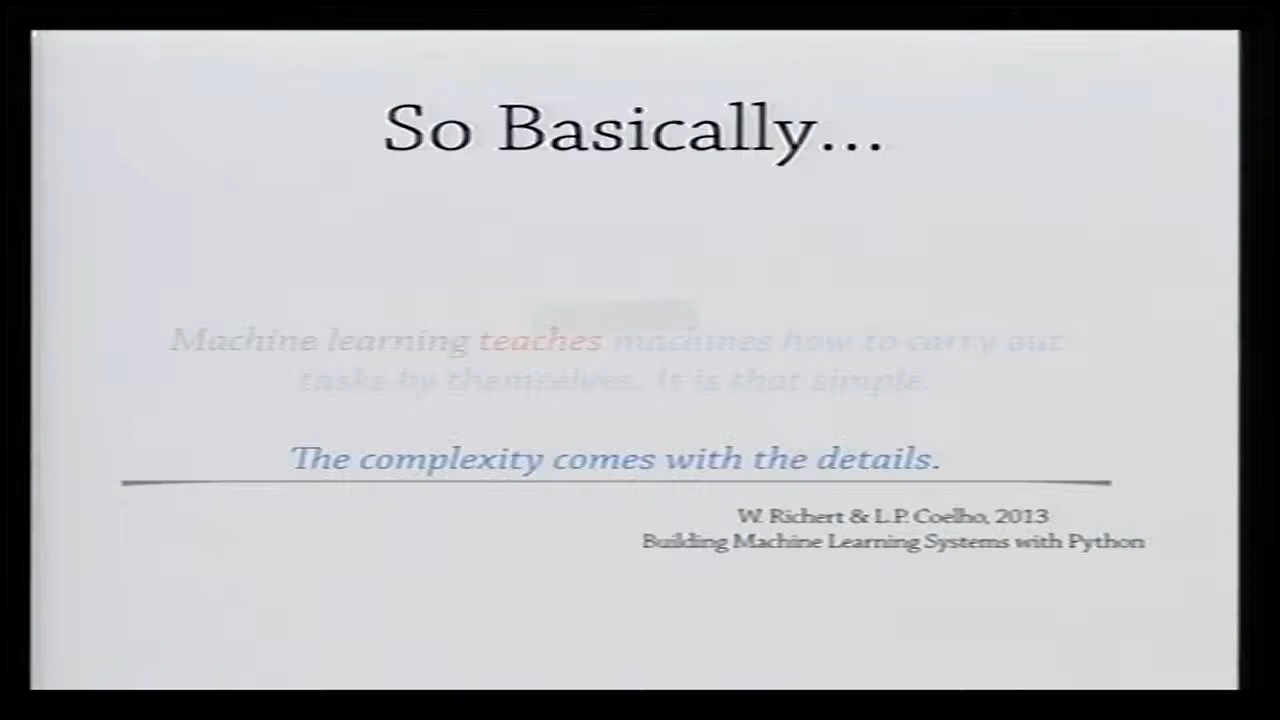 So Basically...
Machine learning teaches machines how to carry out
tasks by themselves. It is that simple.
The complexity comes with the details.
W. Richert & L.P. Coelho, 2013
Building Machine Learning Systems with Python